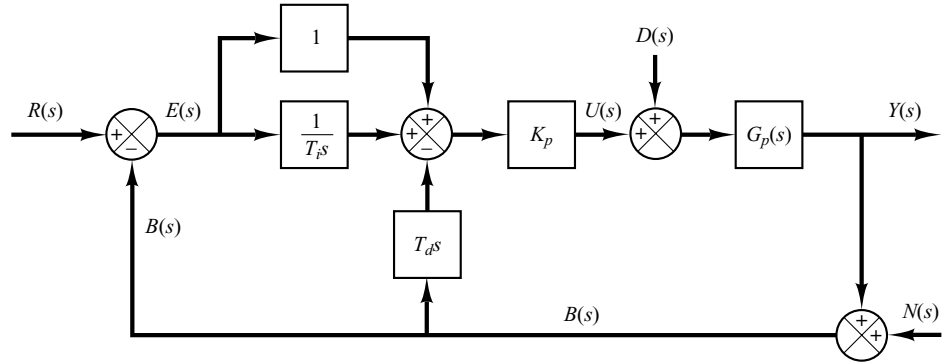 1
D(s)
R(s)
+
−
E(s)
1
T_i s
+
+
−
K_p
U(s)
+
+
G_p(s)
Y(s)
B(s)
T_d s
B(s)
+
+
N(s)